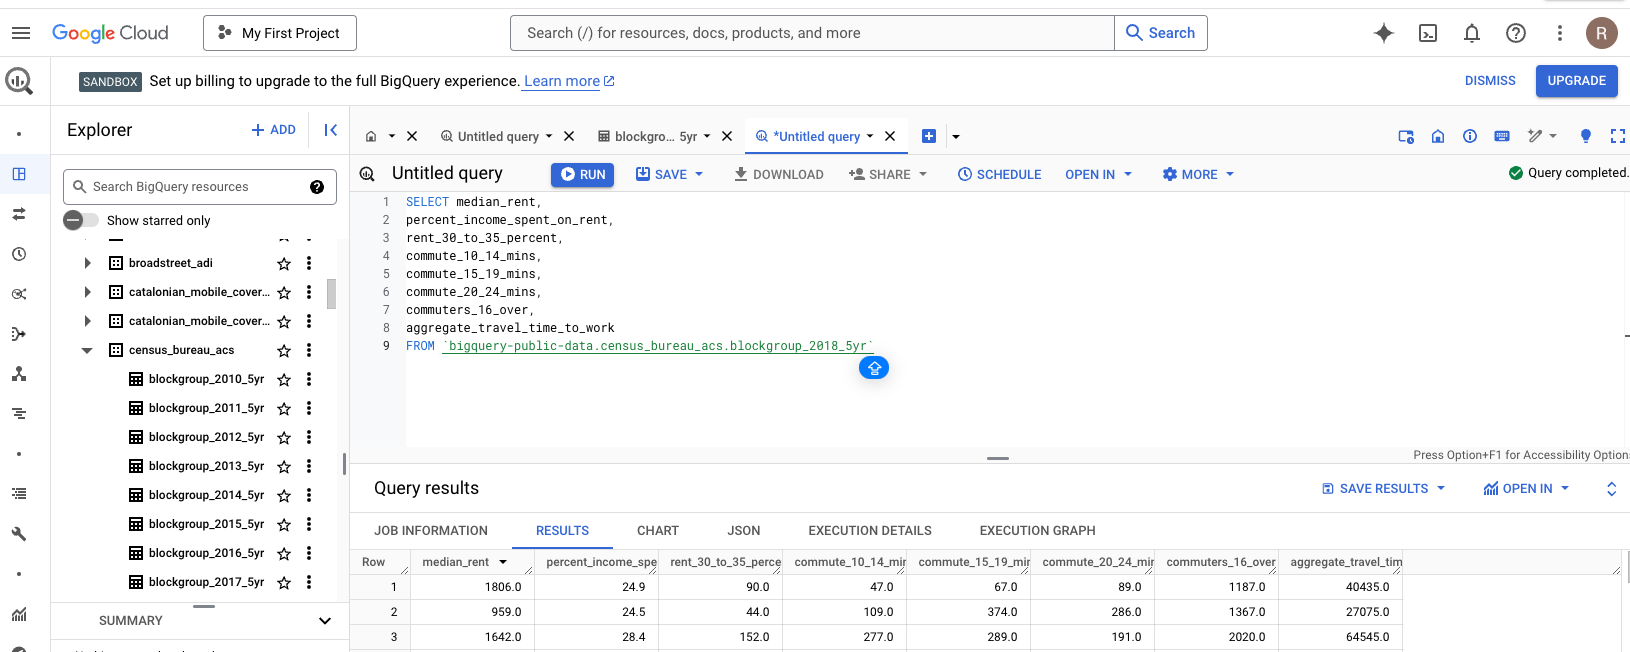 Google Cloud
My First Project
Search (/) for resources, docs, products, and more
Search
R
SANDBOX
Set up billing to upgrade to the full BigQuery experience. Learn more
DISMISS
UPGRADE
Explorer
+ ADD
Search BigQuery resources
Show starred only
broadstreet_adi
catalonian_mobile_cover...
catalonian_mobile_cover...
census_bureau_acs
blockgroup_2010_5yr
blockgroup_2011_5yr
blockgroup_2012_5yr
blockgroup_2013_5yr
blockgroup_2014_5yr
blockgroup_2015_5yr
blockgroup_2016_5yr
blockgroup_2017_5yr
SUMMARY
Untitled query
blockgro... 5yr
*Untitled query
Untitled query
RUN
SAVE
DOWNLOAD
SHARE
SCHEDULE
OPEN IN
MORE
Query completed.
1 SELECT median_rent,
2 percent_income_spent_on_rent,
3 rent_30_to_35_percent,
4 commute_10_14_mins,
5 commute_15_19_mins,
6 commute_20_24_mins,
7 commuters_16_over,
8 aggregate_travel_time_to_work
9 FROM `bigquery-public-data.census_bureau_acs.blockgroup_2018_5yr`
Press Option+F1 for Accessibility Options
Query results
SAVE RESULTS
OPEN IN
JOB INFORMATION
RESULTS
CHART
JSON
EXECUTION DETAILS
EXECUTION GRAPH
Row median_rent percent_income_spe rent_30_to_35_perce commute_10_14_mir commute_15_19_mir commute_20_24_mir commuters_16_over aggregate_travel_tim
1 1806.0 24.9 90.0 47.0 67.0 89.0 1187.0 40435.0
2 959.0 24.5 44.0 109.0 374.0 286.0 1367.0 27075.0
3 1642.0 28.4 152.0 277.0 289.0 191.0 2020.0 64545.0